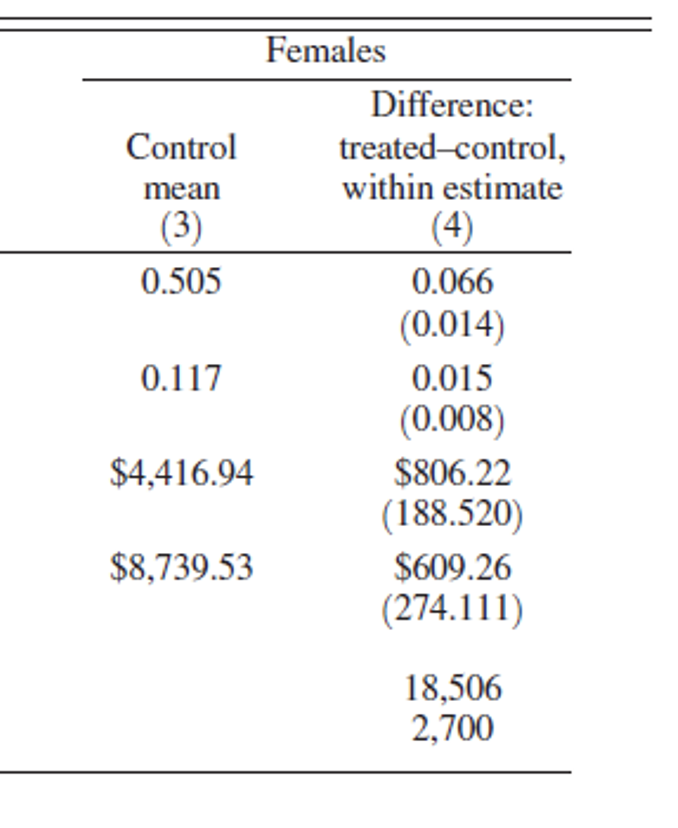 Females
Difference:
Control treated–control,
mean within estimate
(3) (4)
0.505 0.066
(0.014)
0.117 0.015
(0.008)
$4,416.94 $806.22
(188.520)
$8,739.53 $609.26
(274.111)
18,506
2,700